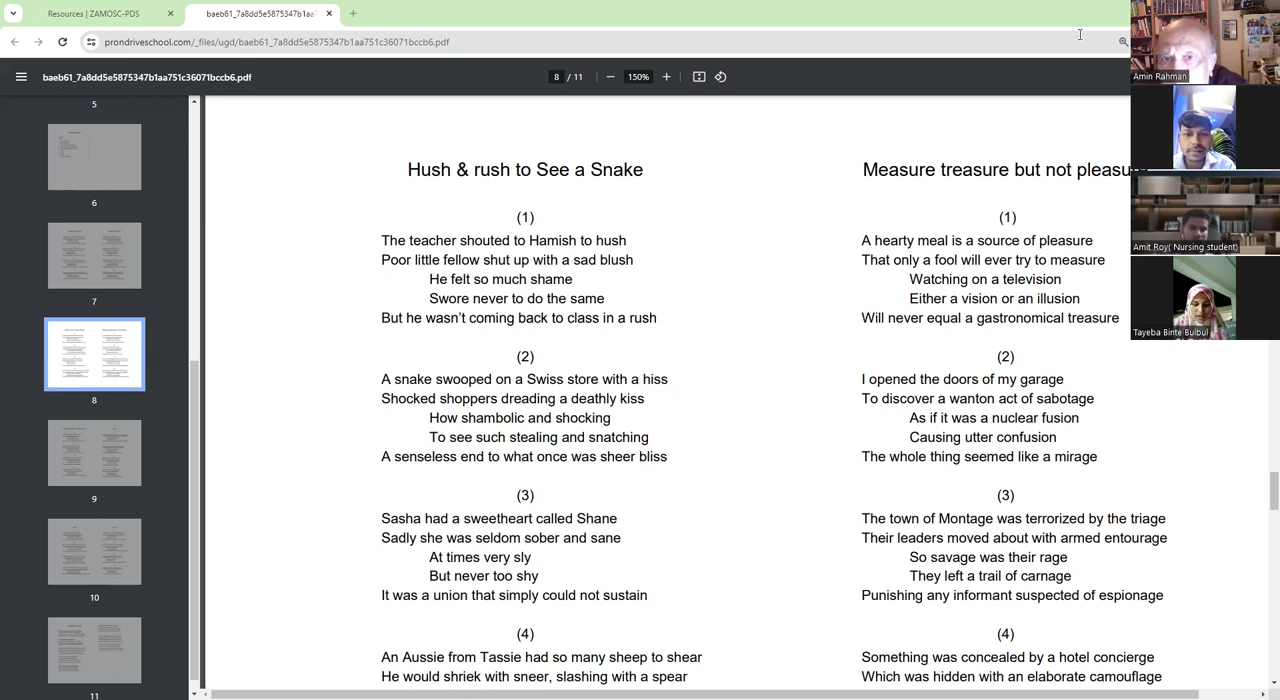 Resources | ZAMOSC-PDS
baeb61_7a8dd5e5875347b1aa7
prondriveschool.com/_files/ugd/baeb61_7a8dd5e5875347b1aa751c36071bccb6.pdf
baeb61_7a8dd5e5875347b1aa751c36071bccb6.pdf
8 / 11
150%
5
6
7
8
9
10
11
Hush & rush to See a Snake
(1)
The teacher shouted to Hamish to hush
Poor little fellow shut up with a sad blush
He felt so much shame
Swore never to do the same
But he wasn't coming back to class in a rush
(2)
A snake swooped on a Swiss store with a hiss
Shocked shoppers dreading a deathly kiss
How shambolic and shocking
To see such stealing and snatching
A senseless end to what once was sheer bliss
(3)
Sasha had a sweetheart called Shane
Sadly she was seldom sober and sane
At times very sly
But never too shy
It was a union that simply could not sustain
(4)
An Aussie from Tassie had so many sheep to shear
He would shriek with sneer, slashing with a spear
Measure treasure but not pleasure
(1)
A hearty meal is a source of pleasure
That only a fool will ever try to measure
Watching on a television
Either a vision or an illusion
Will never equal a gastronomical treasure
(2)
I opened the doors of my garage
To discover a wanton act of sabotage
As if it was a nuclear fusion
Causing utter confusion
The whole thing seemed like a mirage
(3)
The town of Montage was terrorized by the triage
Their leaders moved about with armed entourage
So savage was their rage
They left a trail of carnage
Punishing any informant suspected of espionage
(4)
Something was concealed by a hotel concierge
Which was hidden with an elaborate camouflage
Amin Rahman
Amit Roy( Nursing student)
Tayeba Binte Bulbul